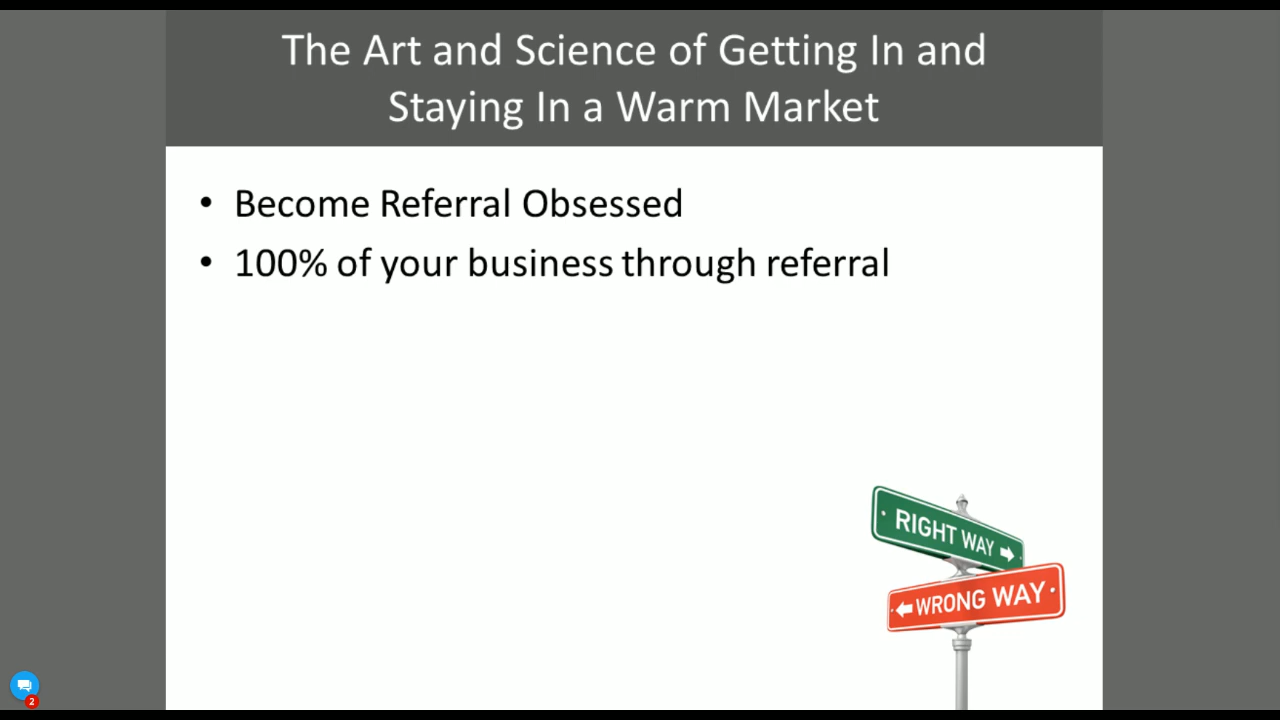 The Art and Science of Getting In and
Staying In a Warm Market
• Become Referral Obsessed
• 100% of your business through referral
RIGHT WAY
WRONG WAY
2